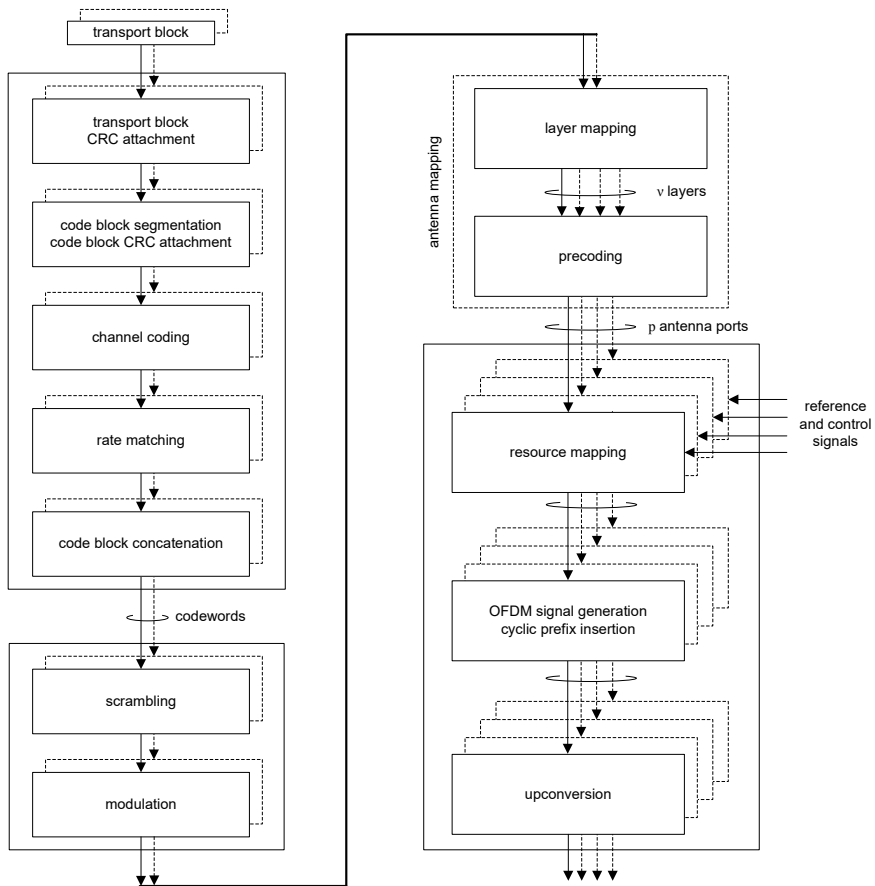 transport block
transport block
CRC attachment
code block segmentation
code block CRC attachment
channel coding
rate matching
code block concatenation
codewords
scrambling
modulation
antenna mapping
layer mapping
ν layers
precoding
p antenna ports
reference
and control
signals
resource mapping
OFDM signal generation
cyclic prefix insertion
upconversion